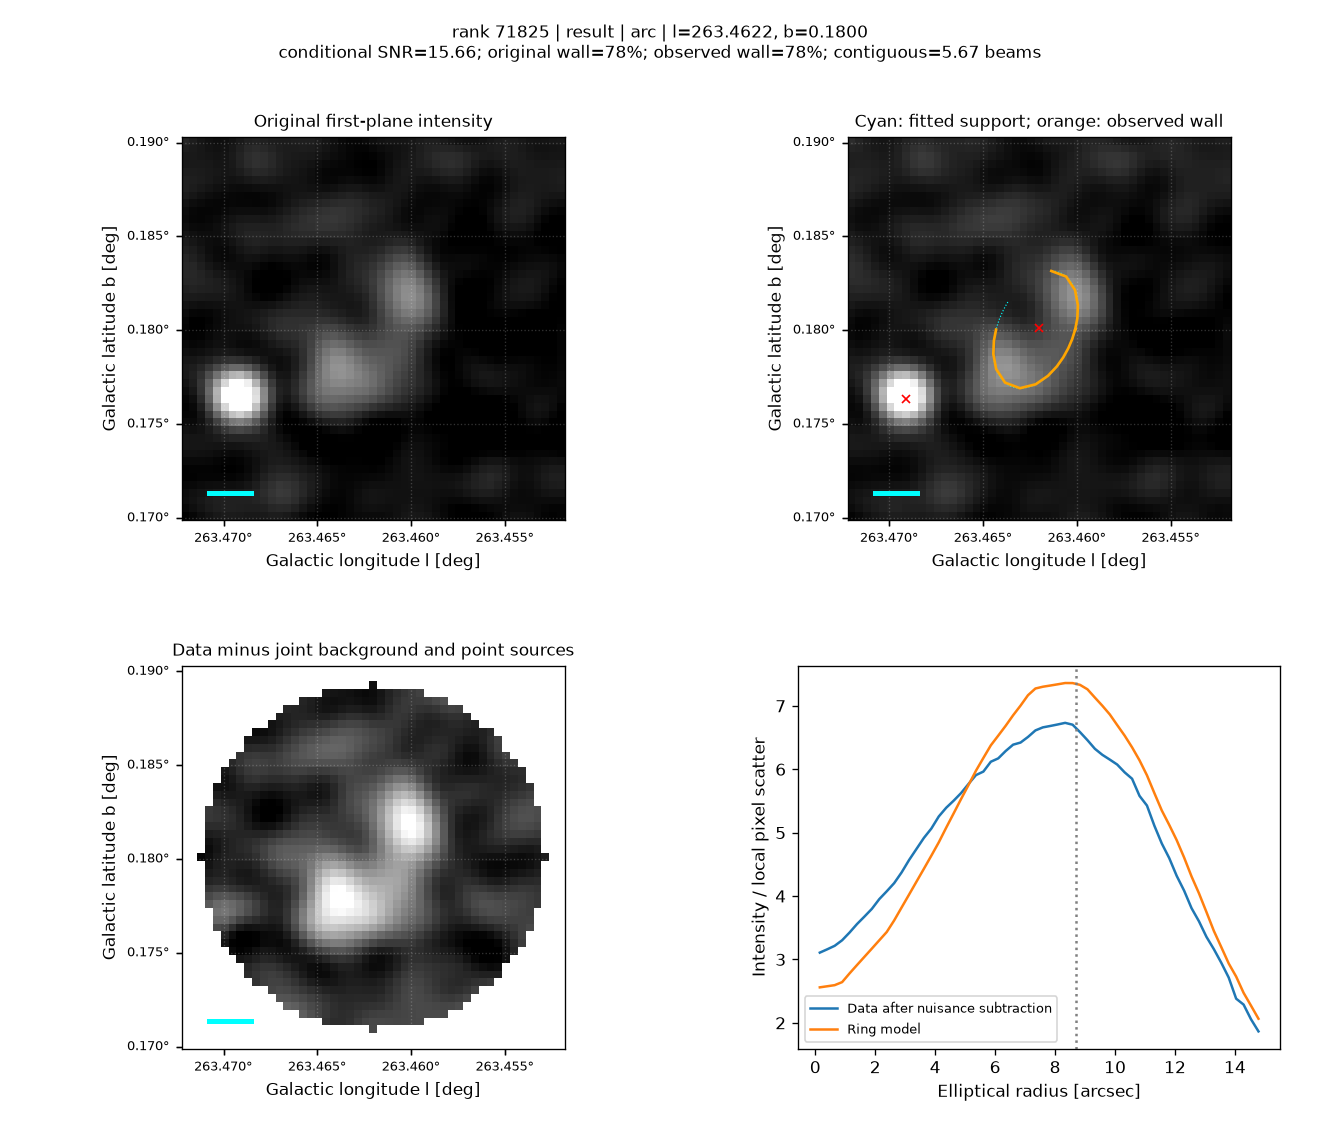 rank 71825 | result | arc | l=263.4622, b=0.1800
conditional SNR=15.66; original wall=78%; observed wall=78%; contiguous=5.67 beams
Original first-plane intensity
0.190°
0.185°
0.180°
0.175°
0.170°
Galactic latitude b [deg]
263.470°
263.465°
263.460°
263.455°
Galactic longitude l [deg]
Cyan: fitted support; orange: observed wall
0.190°
0.185°
0.180°
0.175°
0.170°
Galactic latitude b [deg]
263.470°
263.465°
263.460°
263.455°
Galactic longitude l [deg]
Data minus joint background and point sources
0.190°
0.185°
0.180°
0.175°
0.170°
Galactic latitude b [deg]
263.470°
263.465°
263.460°
263.455°
Galactic longitude l [deg]
7
6
5
4
3
2
Intensity / local pixel scatter
Data after nuisance subtraction
Ring model
0 2 4 6 8 10 12 14
Elliptical radius [arcsec]